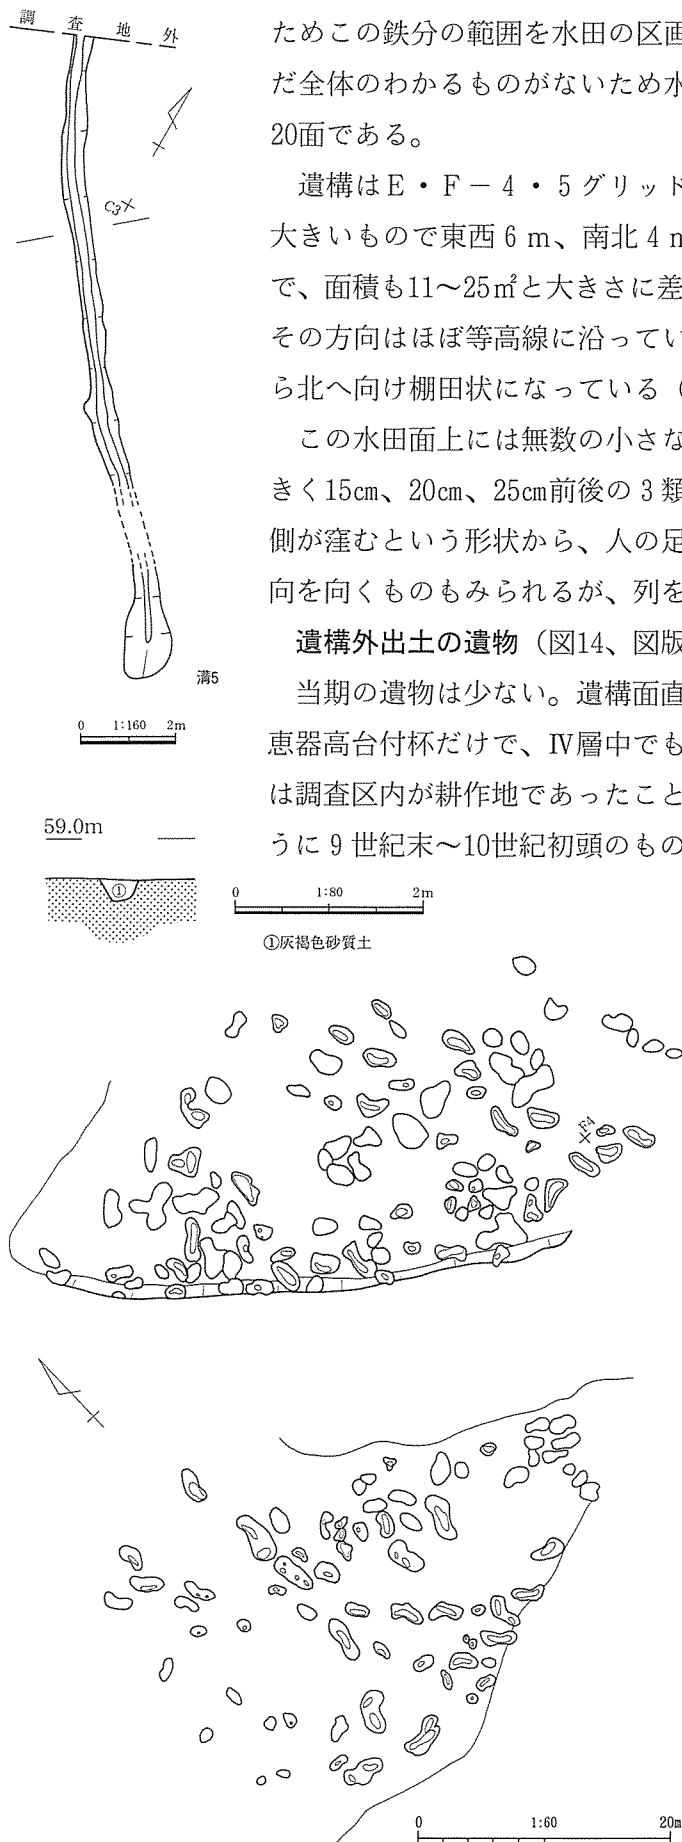 調査地外
C3
溝5
0 1:160 2m
59.0m
①
0 1:80 2m
①灰褐色砂質土
ためこの鉄分の範囲を水田の区画
だ全体のわかるものがないため水
20面である。
遺構はE・F－4・5グリッド
大きいもので東西6m、南北4m
で、面積も11～25㎡と大きさに差
その方向はほぼ等高線に沿ってい
ら北へ向け棚田状になっている（
この水田面上には無数の小さな
きく15㎝、20㎝、25㎝前後の3類
側が窪むという形状から、人の足
向を向くものもみられるが、列を
遺構外出土の遺物（図14、図版
当期の遺物は少ない。遺構面直
恵器高台付杯だけで、Ⅳ層中でも
は調査区内が耕作地であったこと
うに9世紀末～10世紀初頭のもの
F4
0 1:60 20m